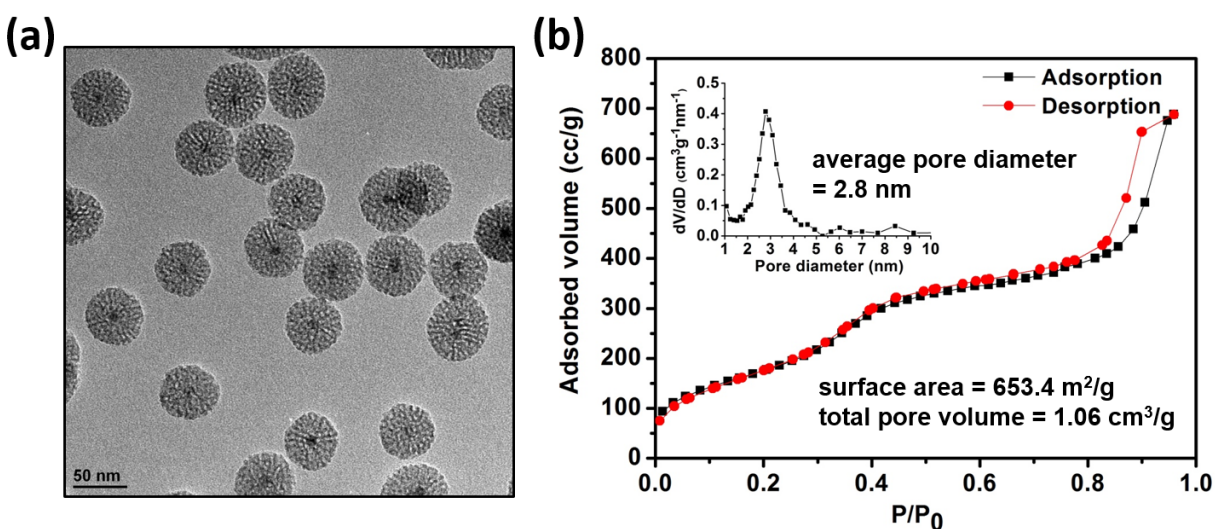 (a)
50 nm
(b)
800
700
600
500
400
300
200
100
0
Adsorbed volume (cc/g)
0.0 0.2 0.4 0.6 0.8 1.0
P/P0
Adsorption
Desorption
0.5
0.4
0.3
0.2
0.1
0.0
dV/dD (cm3g-1nm-1)
1 2 3 4 5 6 7 8 9 10
Pore diameter (nm)
average pore diameter
= 2.8 nm
surface area = 653.4 m2/g
total pore volume = 1.06 cm3/g